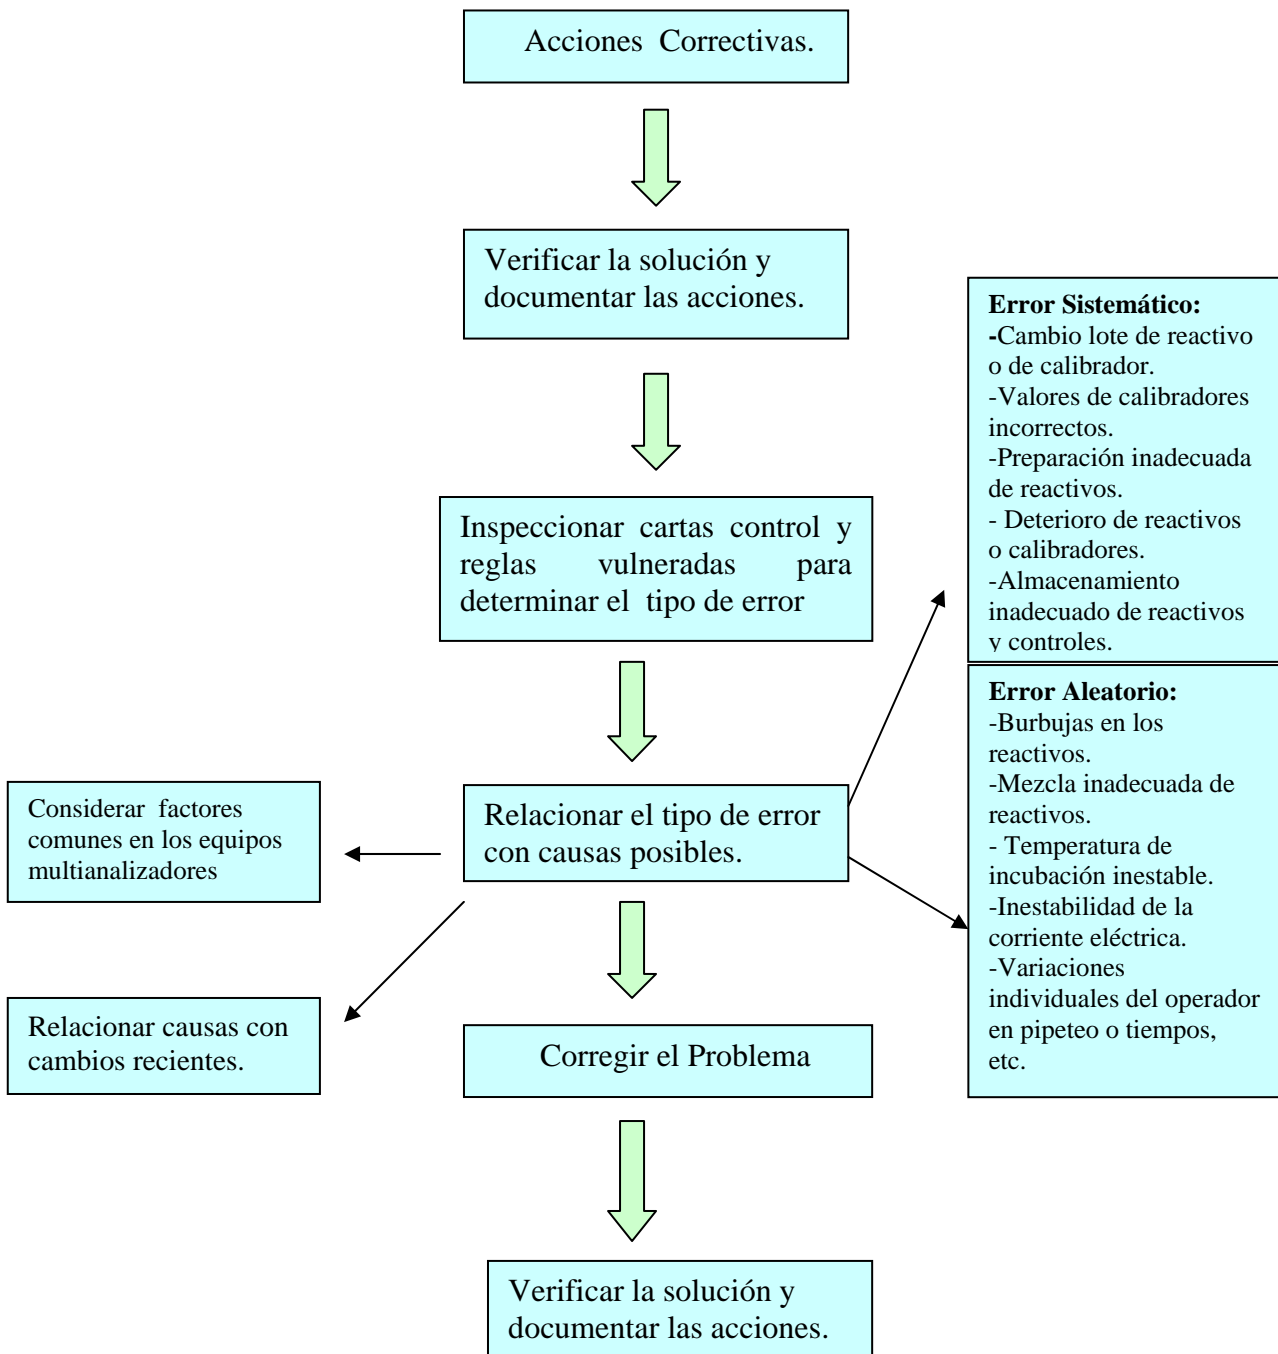 Acciones Correctivas.
Verificar la solución y
documentar las acciones.
Error Sistemático:
-Cambio lote de reactivo
o de calibrador.
-Valores de calibradores
incorrectos.
-Preparación inadecuada
de reactivos.
- Deterioro de reactivos
o calibradores.
-Almacenamiento
inadecuado de reactivos
y controles.
Inspeccionar cartas control y
reglas vulneradas para
determinar el tipo de error
Error Aleatorio:
-Burbujas en los
reactivos.
-Mezcla inadecuada de
reactivos.
- Temperatura de
incubación inestable.
-Inestabilidad de la
corriente eléctrica.
-Variaciones
individuales del operador
en pipeteo o tiempos,
etc.
Considerar factores
comunes en los equipos
multianalizadores
Relacionar el tipo de error
con causas posibles.
Relacionar causas con
cambios recientes.
Corregir el Problema
Verificar la solución y
documentar las acciones.